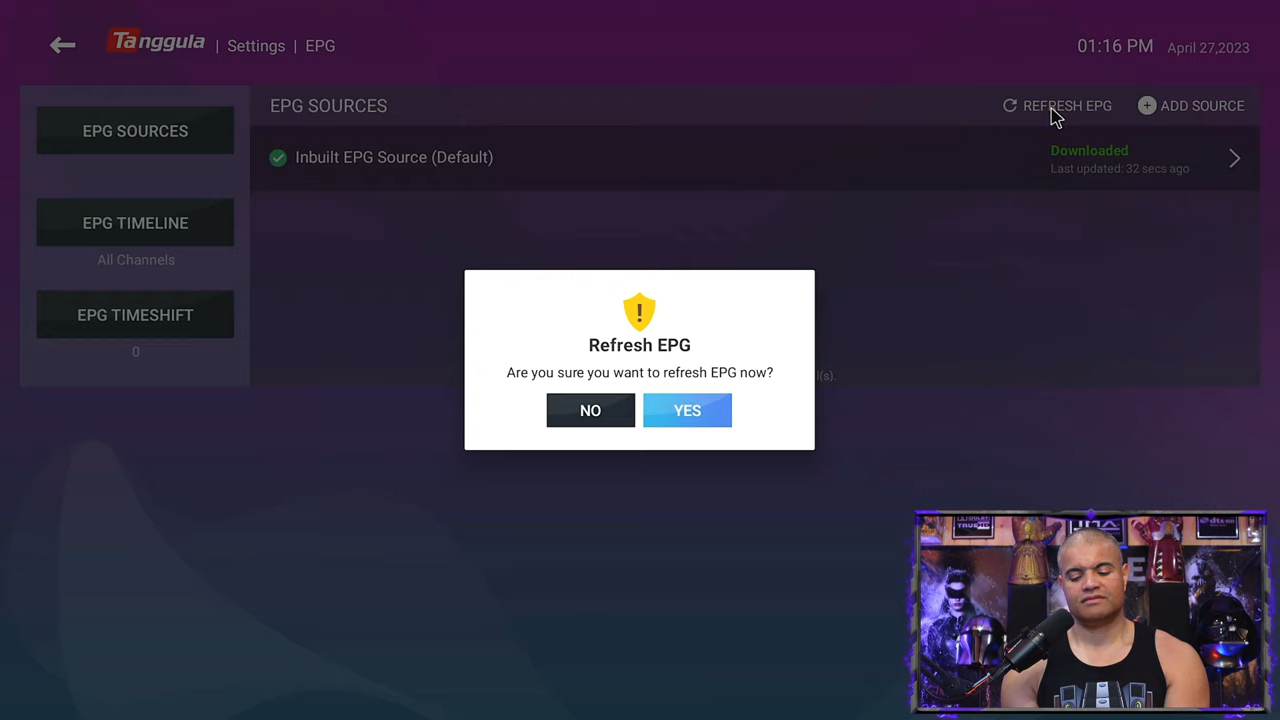 Tanggula | Settings | EPG
01:16 PM April 27,2023
EPG SOURCES
EPG TIMELINE
All Channels
EPG TIMESHIFT
0
EPG SOURCES
REFRESH EPG
ADD SOURCE
Inbuilt EPG Source (Default)
Downloaded
Last updated: 32 secs ago
!
Refresh EPG
Are you sure you want to refresh EPG now?
NO
YES
l(s).
dts-HD